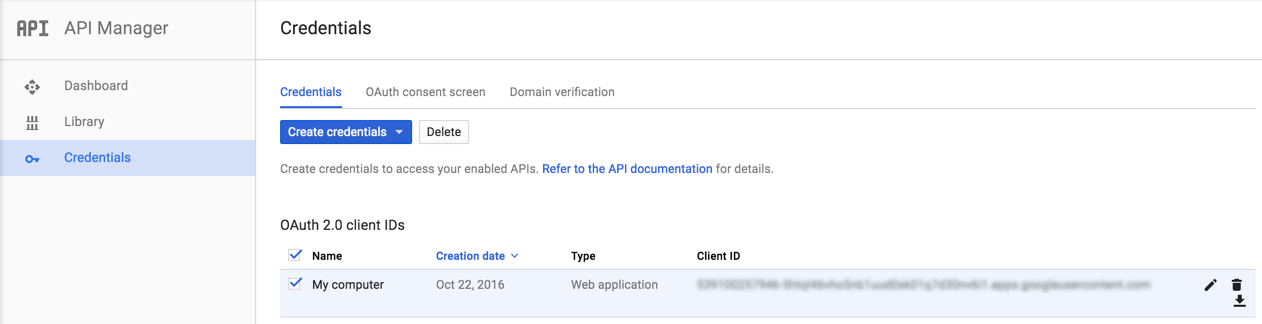 API API Manager
Credentials
Dashboard
Library
Credentials
Credentials OAuth consent screen Domain verification
Create credentials Delete
Create credentials to access your enabled APIs. Refer to the API documentation for details.
OAuth 2.0 client IDs
Name Creation date Type Client ID
My computer Oct 22, 2016 Web application